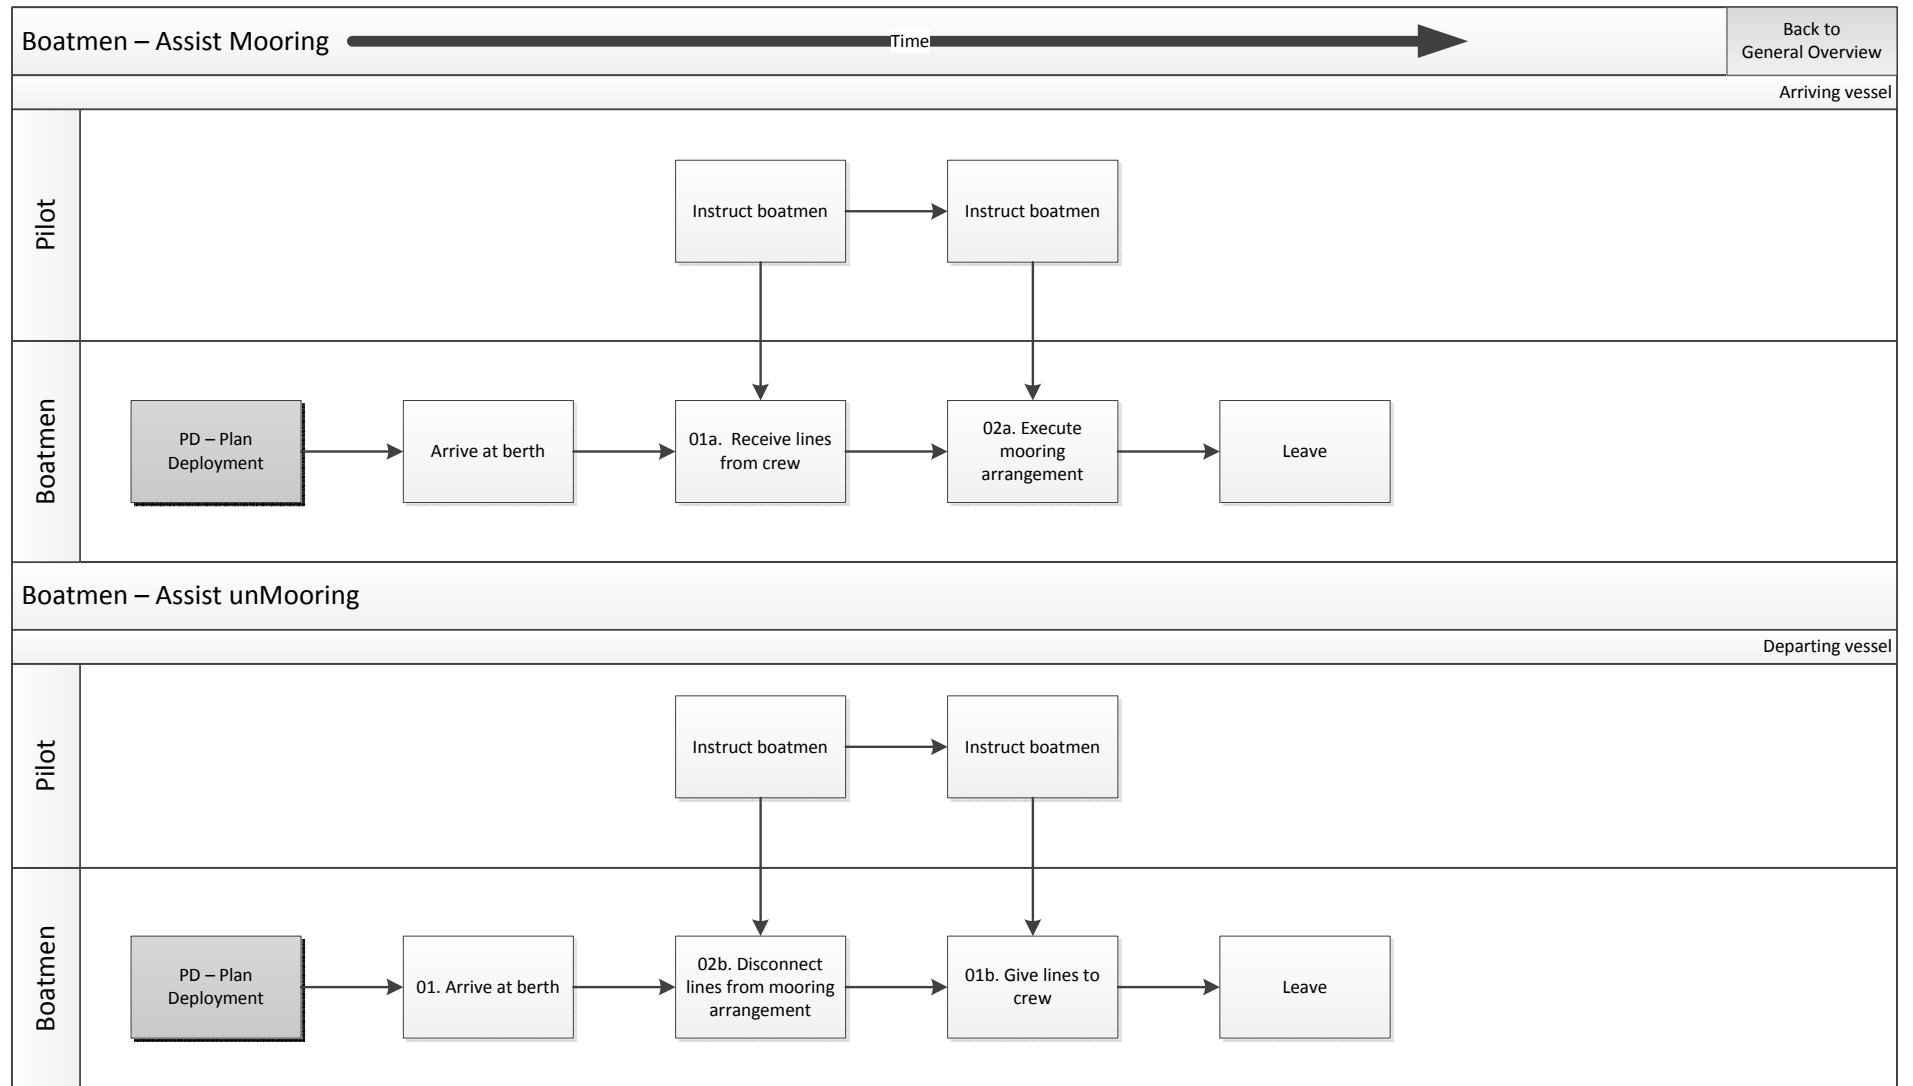 Boatmen – Assist Mooring
Time
Back to
General Overview
Arriving vessel
Pilot
Instruct boatmen
Instruct boatmen
Boatmen
PD – Plan
Deployment
Arrive at berth
01a. Receive lines
from crew
02a. Execute
mooring
arrangement
Leave
Boatmen – Assist unMooring
Departing vessel
Pilot
Instruct boatmen
Instruct boatmen
Boatmen
PD – Plan
Deployment
01. Arrive at berth
02b. Disconnect
lines from mooring
arrangement
01b. Give lines to
crew
Leave